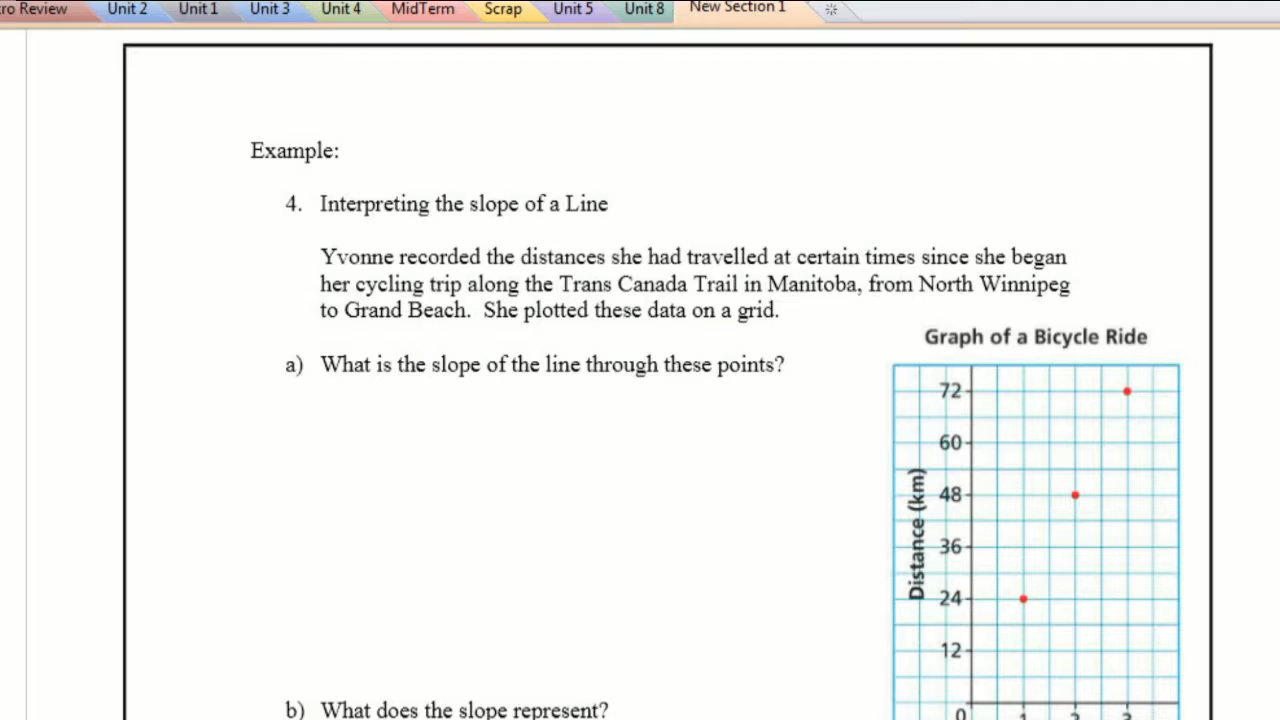 ro Review Unit 2 Unit 1 Unit 3 Unit 4 MidTerm Scrap Unit 5 Unit 8 New Section 1
Example:
4. Interpreting the slope of a Line
Yvonne recorded the distances she had travelled at certain times since she began
her cycling trip along the Trans Canada Trail in Manitoba, from North Winnipeg
to Grand Beach. She plotted these data on a grid.
a) What is the slope of the line through these points?
Graph of a Bicycle Ride
72
60
48
36
24
12
0 1 2 3
Distance (km)
b) What does the slope represent?